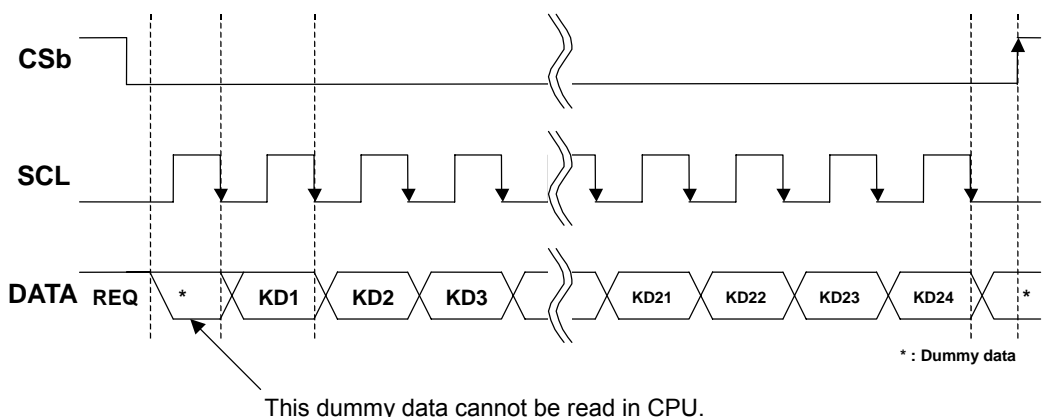 CSb
SCL
DATA REQ * KD1 KD2 KD3 KD21 KD22 KD23 KD24 *
* : Dummy data
This dummy data cannot be read in CPU.